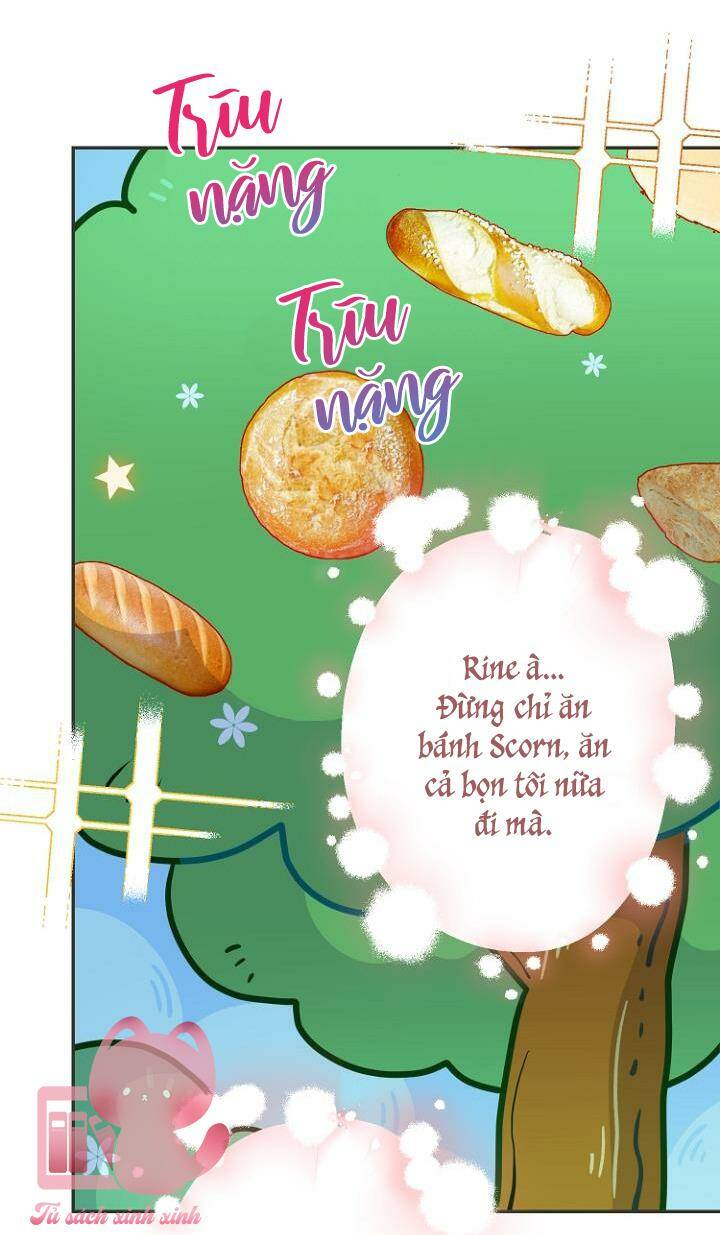 Trĩu
nặng
Trĩu
nặng
Rine à...
Đừng chỉ ăn
bánh Scorn, ăn
cả bọn tôi nữa
đi mà.
Tủ sách xinh xinh